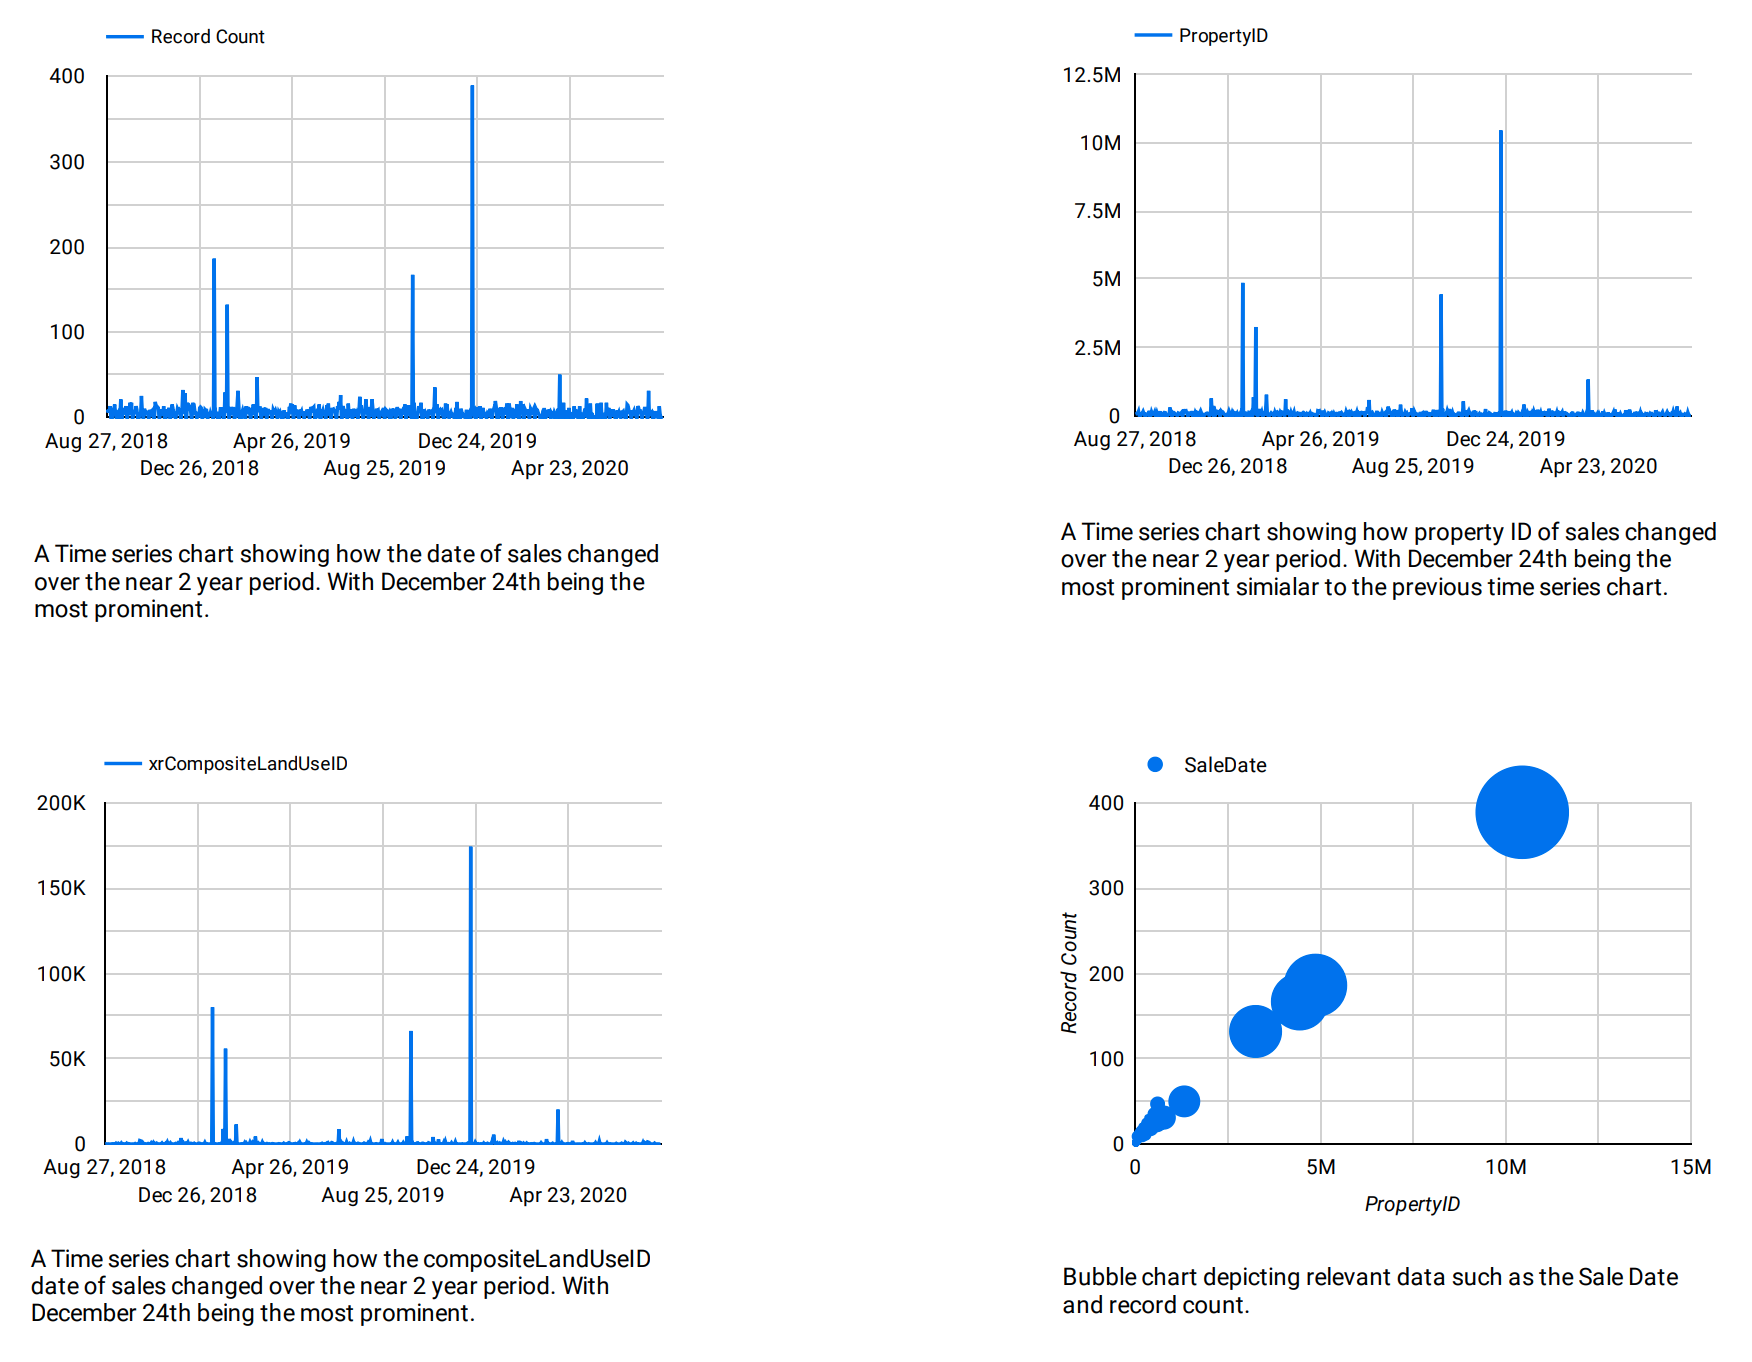 Record Count
400
300
200
100
0
Aug 27, 2018
Apr 26, 2019
Dec 24, 2019
Dec 26, 2018
Aug 25, 2019
Apr 23, 2020
A Time series chart showing how the date of sales changed
over the near 2 year period. With December 24th being the
most prominent.
PropertyID
12.5M
10M
7.5M
5M
2.5M
0
Aug 27, 2018
Apr 26, 2019
Dec 24, 2019
Dec 26, 2018
Aug 25, 2019
Apr 23, 2020
A Time series chart showing how property ID of sales changed
over the near 2 year period. With December 24th being the
most prominent simialar to the previous time series chart.
xrCompositeLandUseID
200K
150K
100K
50K
0
Aug 27, 2018
Apr 26, 2019
Dec 24, 2019
Dec 26, 2018
Aug 25, 2019
Apr 23, 2020
A Time series chart showing how the compositeLandUseID
date of sales changed over the near 2 year period. With
December 24th being the most prominent.
SaleDate
400
300
200
100
0
Record Count
0
5M
10M
15M
PropertyID
Bubble chart depicting relevant data such as the Sale Date
and record count.